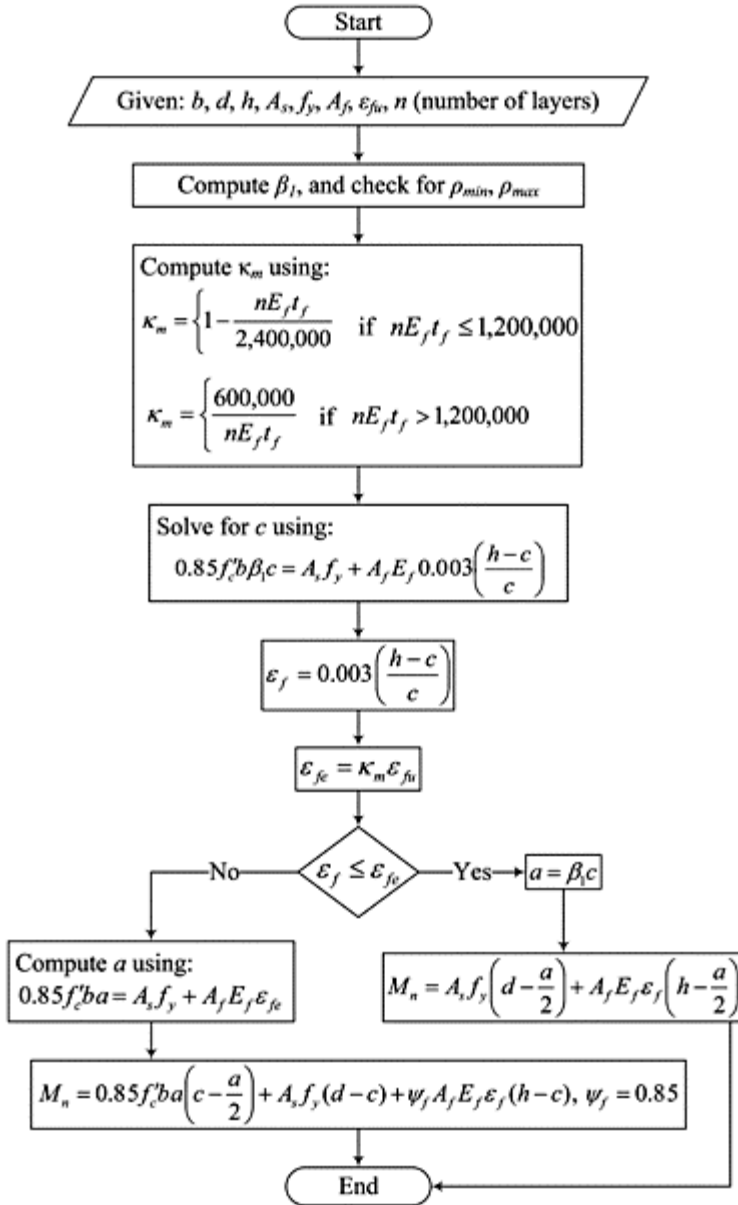 Start
Given: b, d, h, A_s, f_y, A_f, ε_fu, n (number of layers)
Compute β_1, and check for ρ_min, ρ_max
Compute κ_m using:
κ_m = { 1 − nE_f t_f / 2,400,000 if nE_f t_f ≤ 1,200,000
κ_m = { 600,000 / nE_f t_f if nE_f t_f > 1,200,000
Solve for c using:
0.85f'_c bβ_1c = A_s f_y + A_f E_f 0.003((h − c) / c)
ε_f = 0.003((h − c) / c)
ε_fe = κ_m ε_fu
No
ε_f ≤ ε_fe
Yes
a = β_1c
Compute a using:
0.85f'_c ba = A_s f_y + A_f E_f ε_fe
M_n = A_s f_y (d − a/2) + A_f E_f ε_f (h − a/2)
M_n = 0.85f'_c ba(c − a/2) + A_s f_y (d − c) + ψ_f A_f E_f ε_f (h − c), ψ_f = 0.85
End